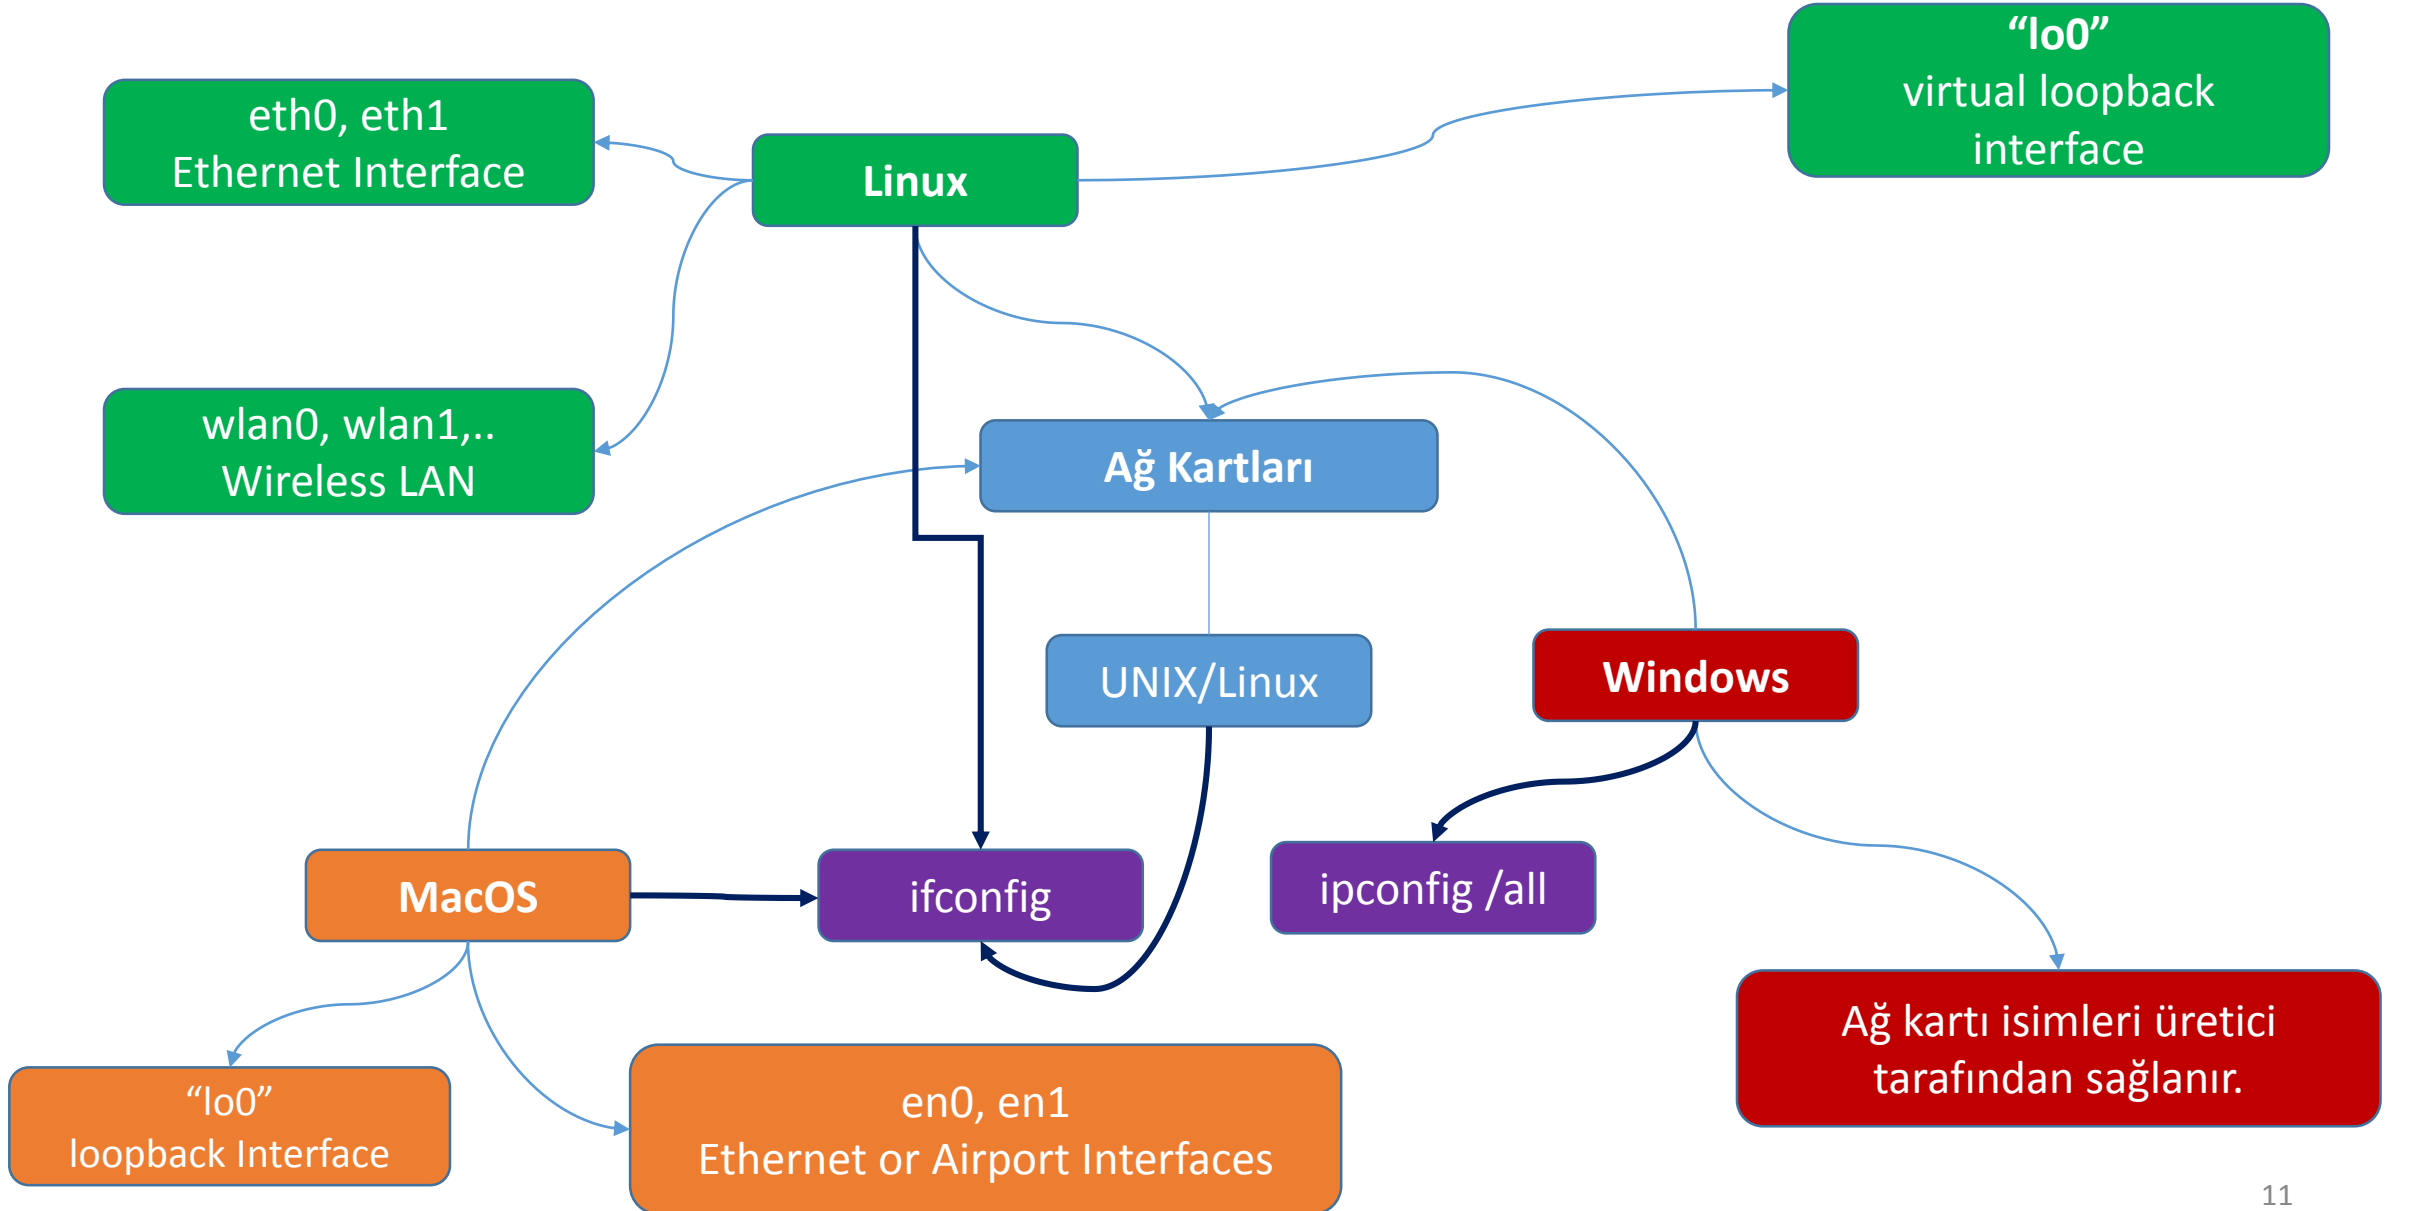 “lo0”
virtual loopback
interface
eth0, eth1
Ethernet Interface
Linux
wlan0, wlan1,..
Wireless LAN
Ağ Kartları
UNIX/Linux
Windows
MacOS
ifconfig
ipconfig /all
“lo0”
loopback Interface
en0, en1
Ethernet or Airport Interfaces
Ağ kartı isimleri üretici
tarafından sağlanır.
11